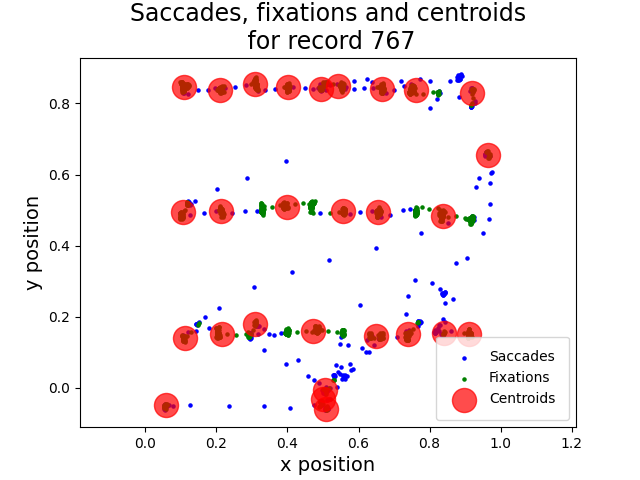 Saccades, fixations and centroids
for record 767
y position
0.8
0.6
0.4
0.2
0.0
Saccades
Fixations
Centroids
0.0 0.2 0.4 0.6 0.8 1.0 1.2
x position